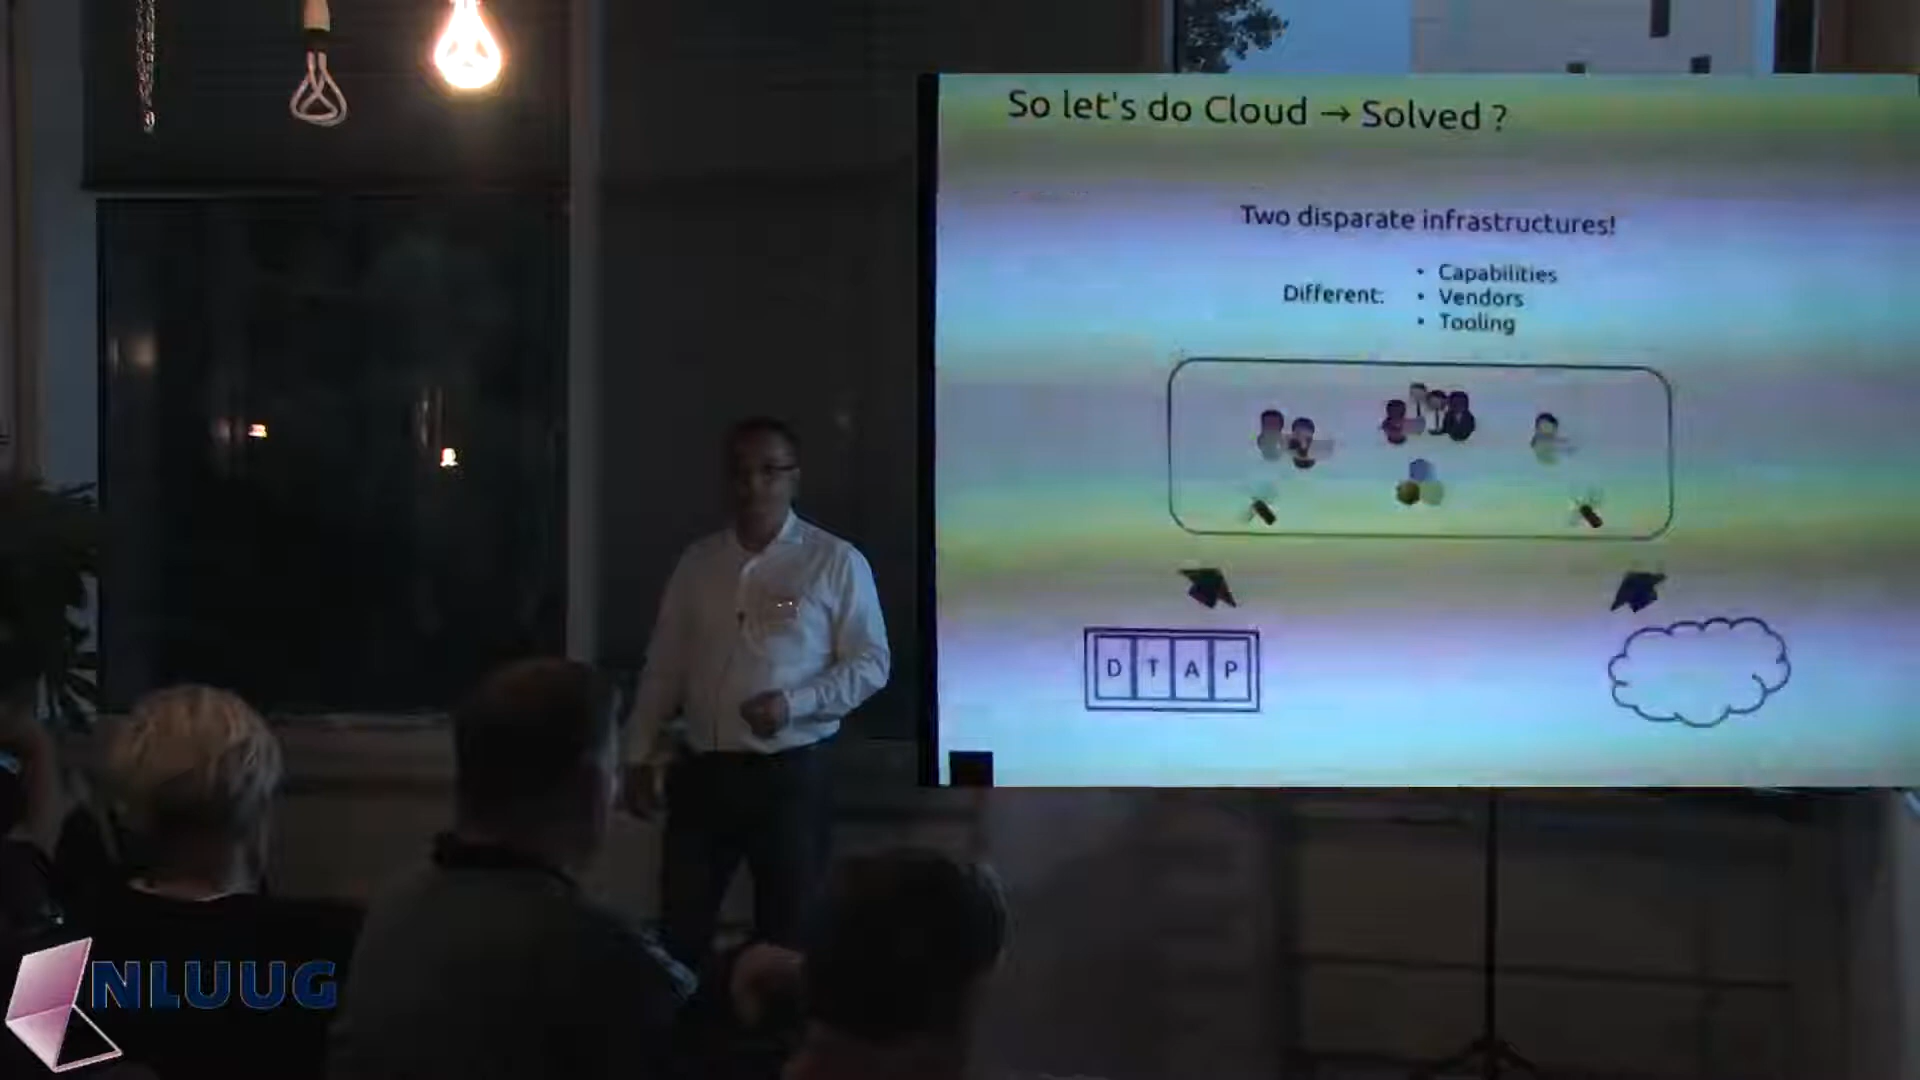 So let's do Cloud → Solved ?
Two disparate infrastructures!
Different:
• Capabilities
• Vendors
• Tooling
D T A P
NLUUG